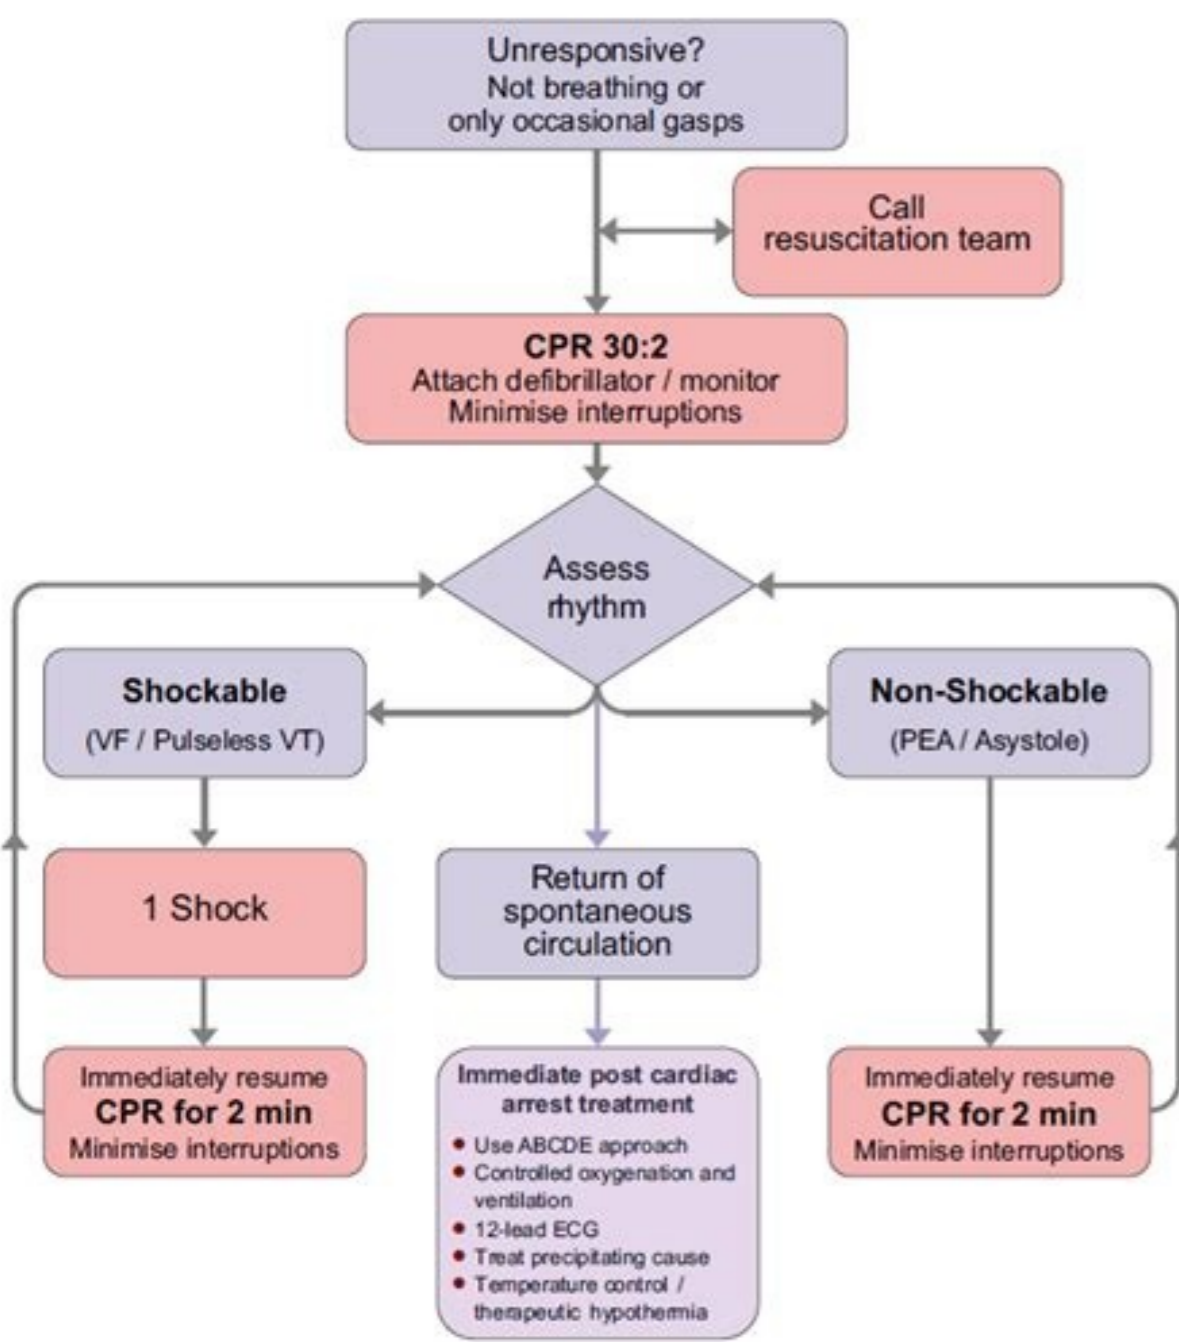 Unresponsive?
Not breathing or
only occasional gasps
Call
resuscitation team
CPR 30:2
Attach defibrillator / monitor
Minimise interruptions
Assess
rhythm
Shockable
(VF / Pulseless VT)
Non-Shockable
(PEA / Asystole)
1 Shock
Return of
spontaneous
circulation
Immediately resume
CPR for 2 min
Minimise interruptions
Immediate post cardiac
arrest treatment
• Use ABCDE approach
• Controlled oxygenation and
ventilation
• 12-lead ECG
• Treat precipitating cause
• Temperature control /
therapeutic hypothermia
Immediately resume
CPR for 2 min
Minimise interruptions